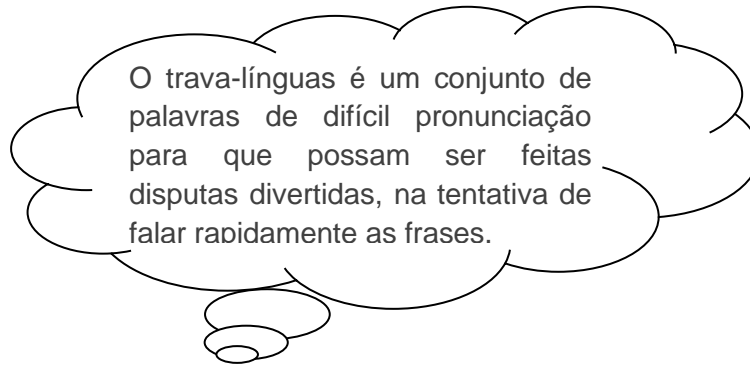 O trava-línguas é um conjunto de
palavras de difícil pronunciação
para que possam ser feitas
disputas divertidas, na tentativa de
falar rapidamente as frases.